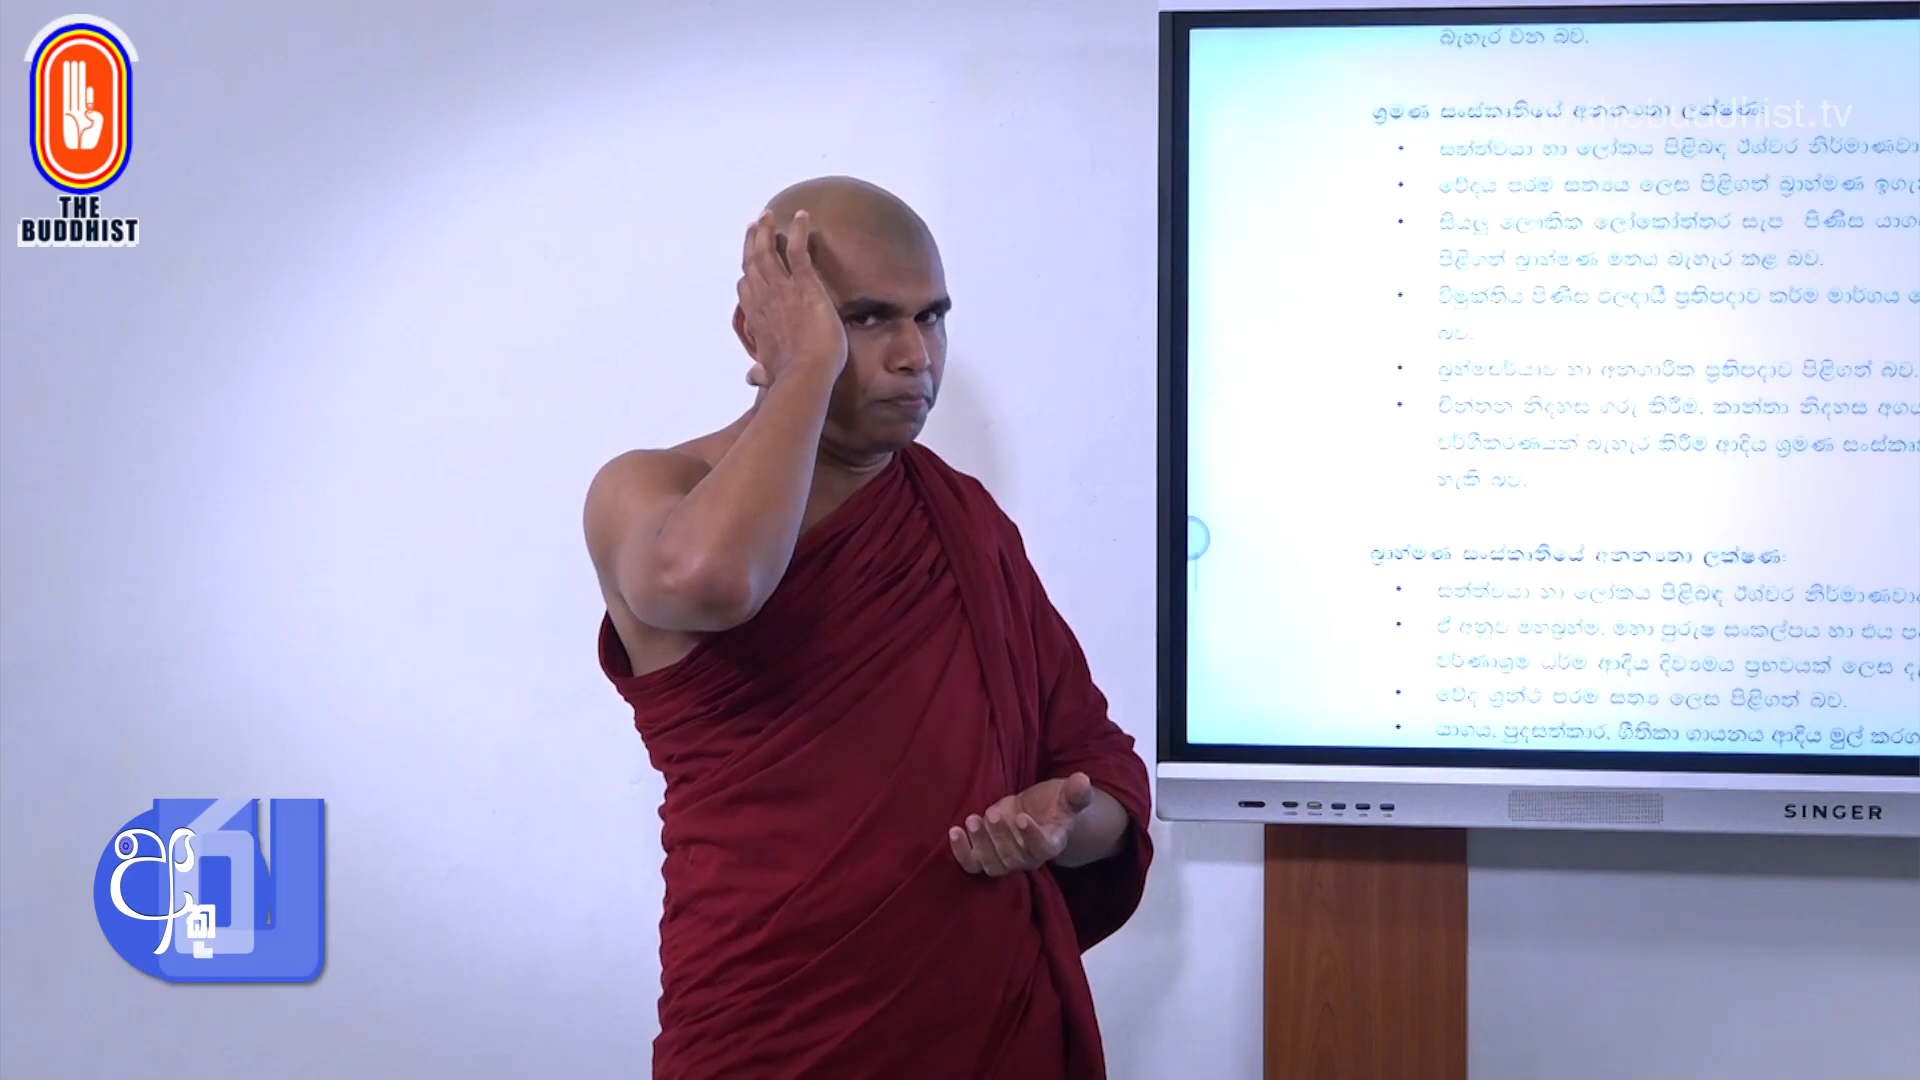 THE
BUDDHIST
thebuddhist.tv
බැහැර වන බව.
ශ්‍රමණ සංස්කෘතියේ අනන්‍යතා ලක්ෂණ:
• සත්ත්වයා හා ලෝකය පිළිබඳ ඊශ්වර නිර්මාණවා
• වේදය පරම සත්‍යය ලෙස පිළිගත් බ්‍රාහ්මණ ඉගැ
• සියලු ලෞකික ලෝකෝත්තර සැප පිණිස යාග
පිළිගත් බ්‍රාහ්මණ මතය බැහැර කළ බව.
• විමුක්තිය පිණිස ඵලදායී ප්‍රතිපදාව කර්ම මාර්ගය
බව.
• බ්‍රහ්මචර්යාව හා අනගාරික ප්‍රතිපදාව පිළිගත් බව.
• චින්තන නිදහස ගරු කිරීම, කාන්තා නිදහස අගය
වර්ගීකරණයන් බැහැර කිරීම ආදිය ශ්‍රමණ සංස්කෘ
හැකි බව.
බ්‍රාහ්මණ සංස්කෘතියේ අනන්‍යතා ලක්ෂණ:
• සත්ත්වයා හා ලෝකය පිළිබඳ ඊශ්වර නිර්මාණවා
• ඒ අනුව මහබ්‍රහ්ම, මහා පුරුෂ සංකල්පය හා එය
වර්ණාශ්‍රම ධර්ම ආදිය දිව්‍යමය ප්‍රභවයක් ලෙස
• වේද ග්‍රන්ථ පරම සත්‍ය ලෙස පිළිගත් බව.
• යාගය, පුදසත්කාර, ගීතිකා ගායනය ආදිය මුල් කරග
SINGER